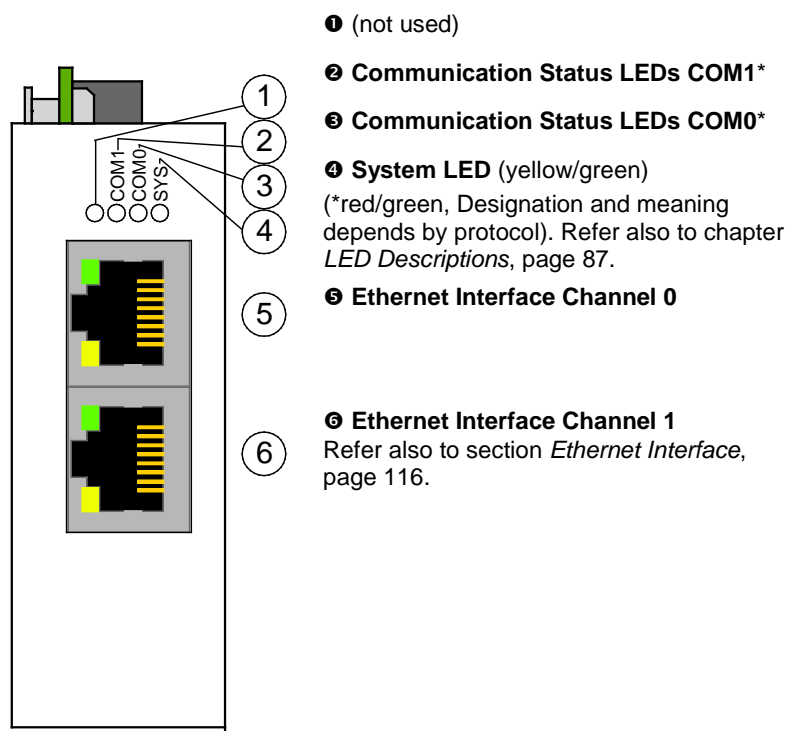 ❶ (not used)
❷ Communication Status LEDs COM1*
❸ Communication Status LEDs COM0*
❹ System LED (yellow/green)
(*red/green, Designation and meaning
depends by protocol). Refer also to chapter
LED Descriptions, page 87.
❺ Ethernet Interface Channel 0
❻ Ethernet Interface Channel 1
Refer also to section Ethernet Interface,
page 116.
1
2
3
4
5
6
COM1
COM0
SYS